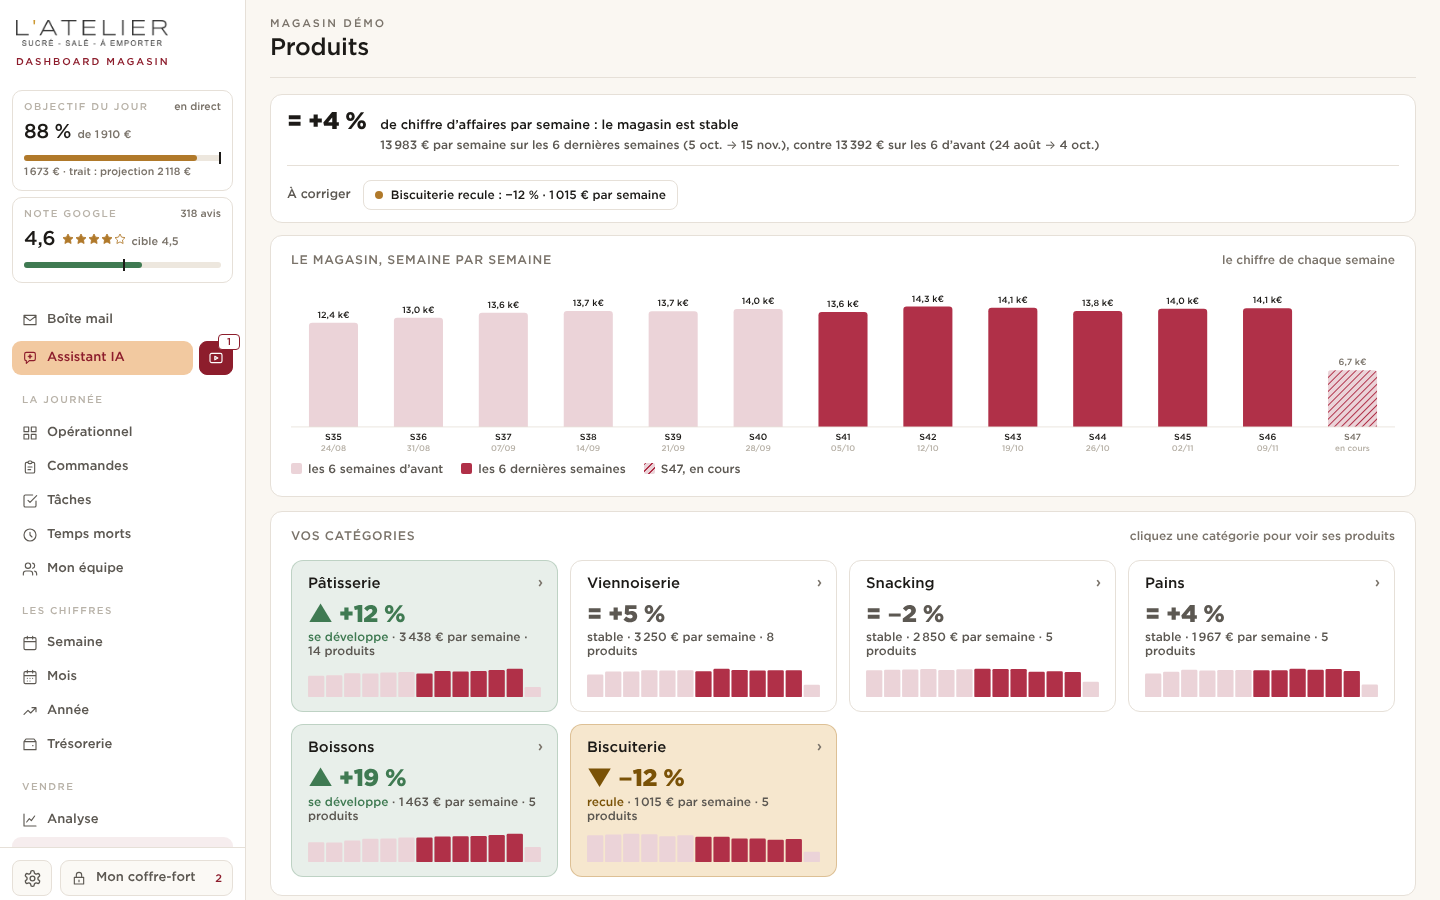 L'ATELIER
SUCRÉ - SALÉ - À EMPORTER
DASHBOARD MAGASIN
OBJECTIF DU JOUR en direct
88 % de 1 910 €
1 673 € · trait : projection 2 118 €
NOTE GOOGLE 318 avis
4,6 cible 4,5
Boîte mail
Assistant IA 1
LA JOURNÉE
Opérationnel
Commandes
Tâches
Temps morts
Mon équipe
LES CHIFFRES
Semaine
Mois
Année
Trésorerie
VENDRE
Analyse
Mon coffre-fort 2
MAGASIN DÉMO
Produits
= +4 % de chiffre d'affaires par semaine : le magasin est stable
13 983 € par semaine sur les 6 dernières semaines (5 oct. → 15 nov.), contre 13 392 € sur les 6 d'avant (24 août → 4 oct.)
À corriger Biscuiterie recule : −12 % · 1 015 € par semaine
LE MAGASIN, SEMAINE PAR SEMAINE le chiffre de chaque semaine
12,4 k€ 13,0 k€ 13,6 k€ 13,7 k€ 13,7 k€ 14,0 k€ 13,6 k€ 14,3 k€ 14,1 k€ 13,8 k€ 14,0 k€ 14,1 k€ 6,7 k€
S35 S36 S37 S38 S39 S40 S41 S42 S43 S44 S45 S46 S47
24/08 31/08 07/09 14/09 21/09 28/09 05/10 12/10 19/10 26/10 02/11 09/11 en cours
les 6 semaines d'avant les 6 dernières semaines S47, en cours
VOS CATÉGORIES cliquez une catégorie pour voir ses produits
Pâtisserie ›
▲ +12 %
se développe · 3 438 € par semaine ·
14 produits
Viennoiserie ›
= +5 %
stable · 3 250 € par semaine · 8
produits
Snacking ›
= −2 %
stable · 2 850 € par semaine · 5
produits
Pains ›
= +4 %
stable · 1 967 € par semaine · 5
produits
Boissons ›
▲ +19 %
se développe · 1 463 € par semaine · 5
produits
Biscuiterie ›
▼ −12 %
recule · 1 015 € par semaine · 5
produits